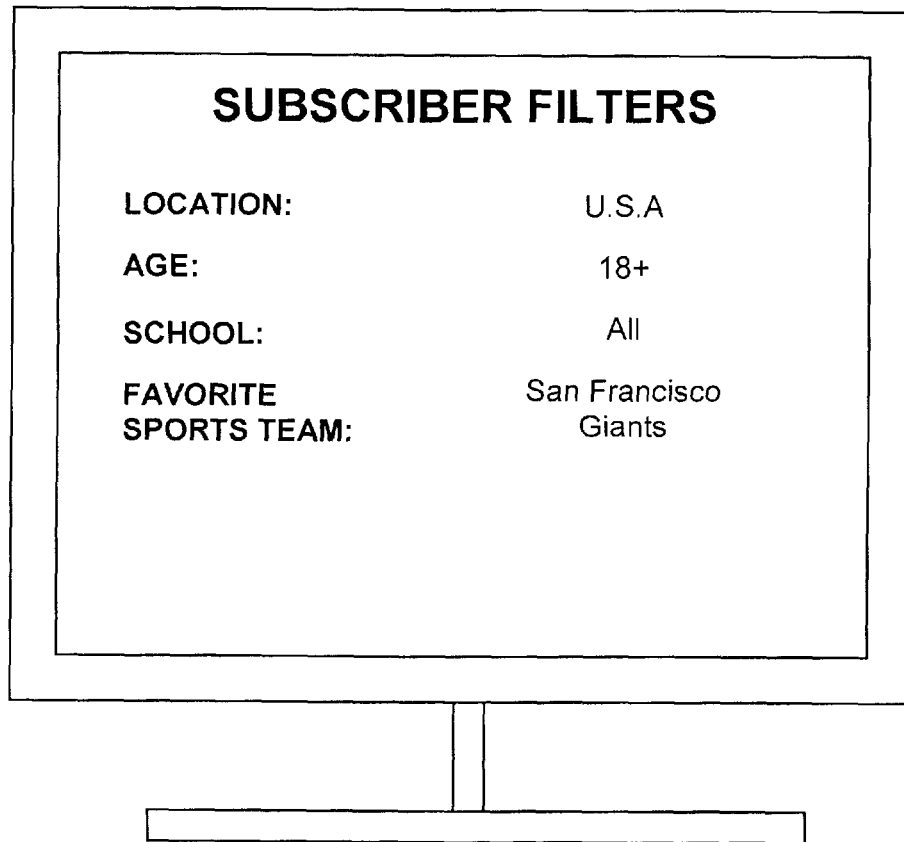 SUBSCRIBER FILTERS
LOCATION: U.S.A
AGE: 18+
SCHOOL: All
FAVORITE San Francisco
SPORTS TEAM: Giants